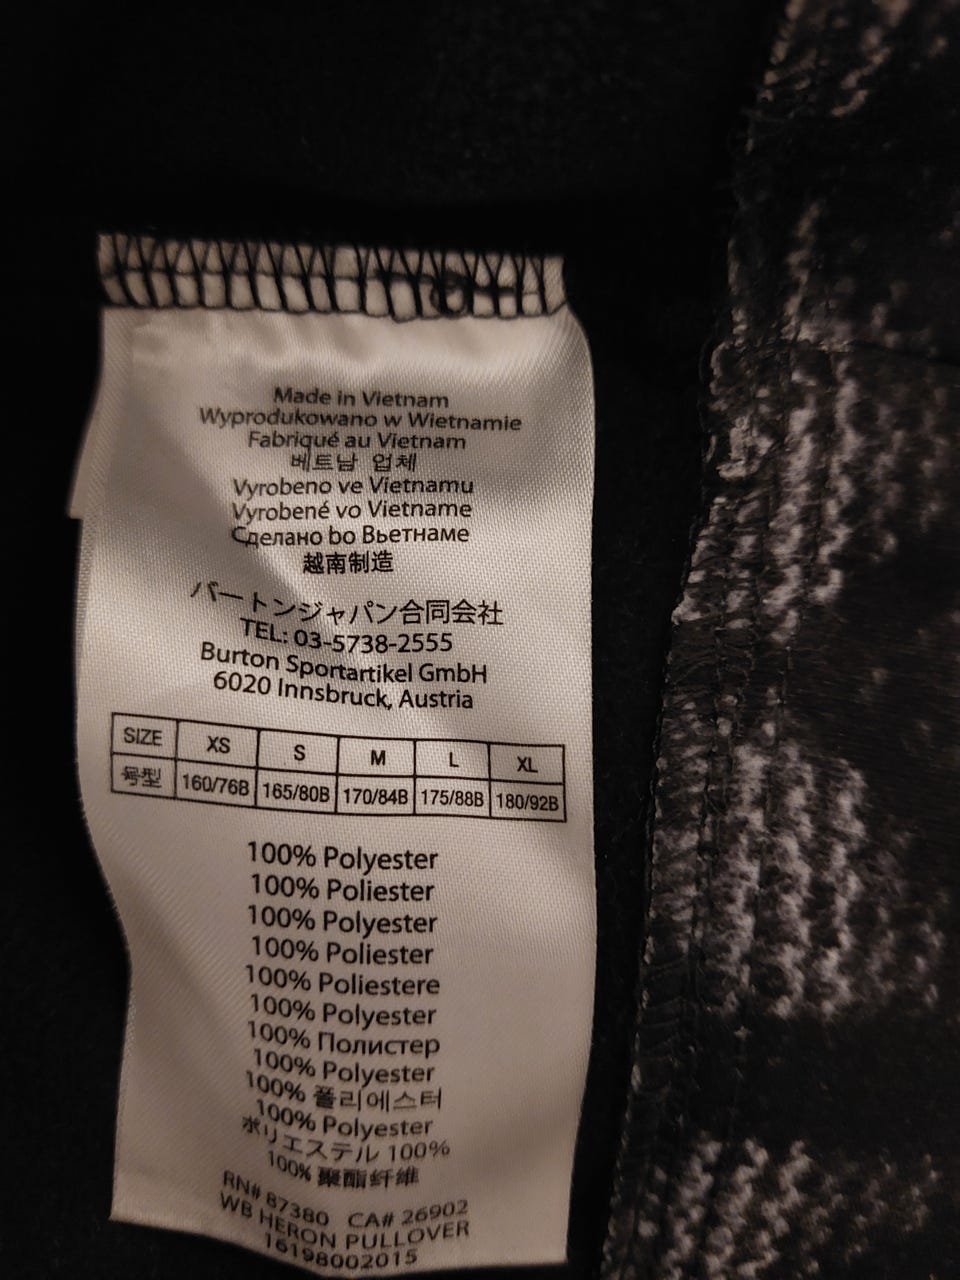 Made in Vietnam
Wyprodukowano w Wietnamie
Fabriqué au Vietnam
베트남 업체
Vyrobeno ve Vietnamu
Vyrobené vo Vietname
Сделано bo Вьетнаме
越南制造
バートンジャパン合同会社
TEL: 03-5738-2555
Burton Sportartikel GmbH
6020 Innsbruck, Austria
SIZE XS S M L XL
号型 160/76B 165/80B 170/84B 175/88B 180/92B
100% Polyester
100% Poliester
100% Polyester
100% Poliester
100% Poliestere
100% Polyester
100% Полистер
100% Polyester
100% 폴리에스터
100% Polyester
ポリエステル 100%
100% 聚酯纤维
RN# 87380 CA# 26902
WB HERON PULLOVER
16198002015